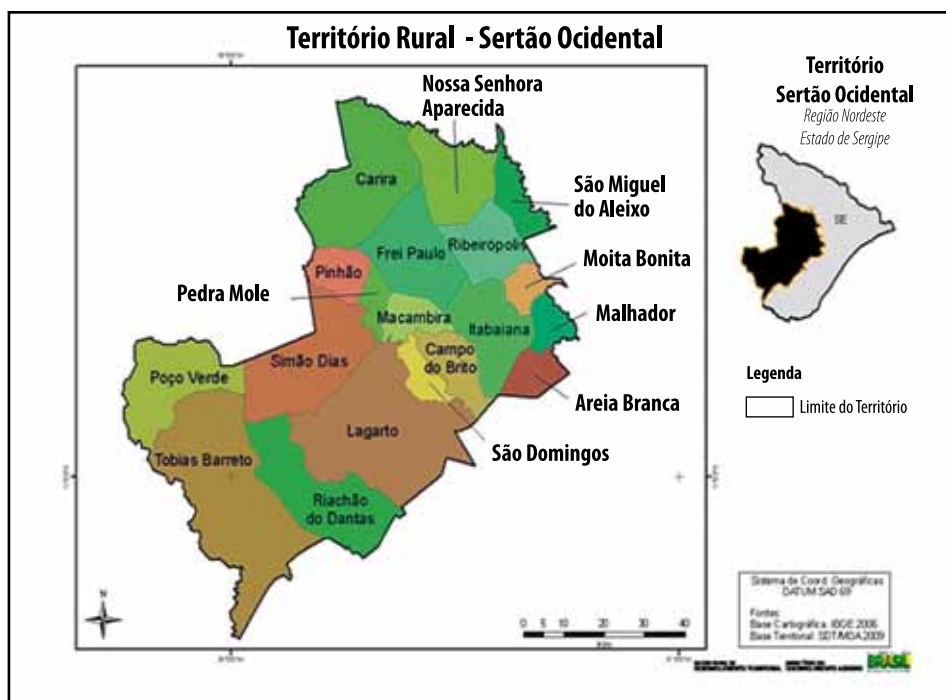 Território Rural - Sertão Ocidental
Nossa Senhora
Aparecida
Carira
São Miguel
do Aleixo
Ribeirópolis
Frei Paulo
Moita Bonita
Pinhão
Pedra Mole
Macambira
Malhador
Itabaiana
Campo
do Brito
Simão Dias
Poço Verde
Areia Branca
Lagarto
São Domingos
Tobias Barreto
Riachão
do Dantas
N
0 5 10 20 30 40
Território
Sertão Ocidental
Região Nordeste
Estado de Sergipe
SE
Legenda
Limite do Território
Sistema de Coord. Geográficas
DATUM SAD 69
Fontes:
Base Cartográfica: IBGE 2006
Base Territorial: SDT/MDA 2009
BRASIL